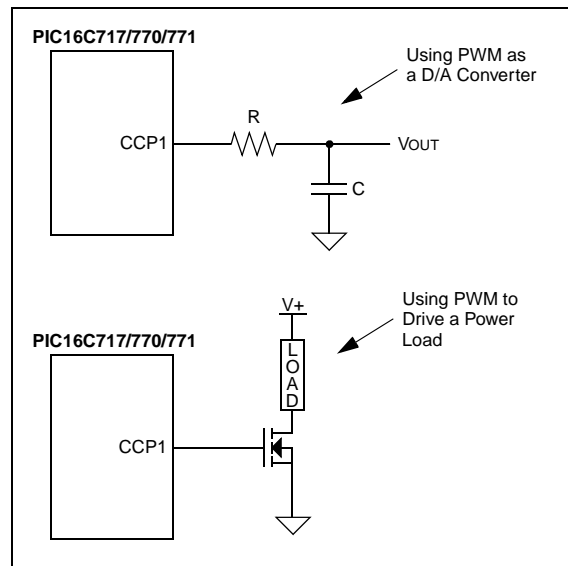 PIC16C717/770/771
Using PWM as
a D/A Converter
R
CCP1
VOUT
C
V+
Using PWM to
Drive a Power
Load
PIC16C717/770/771
LOAD
CCP1